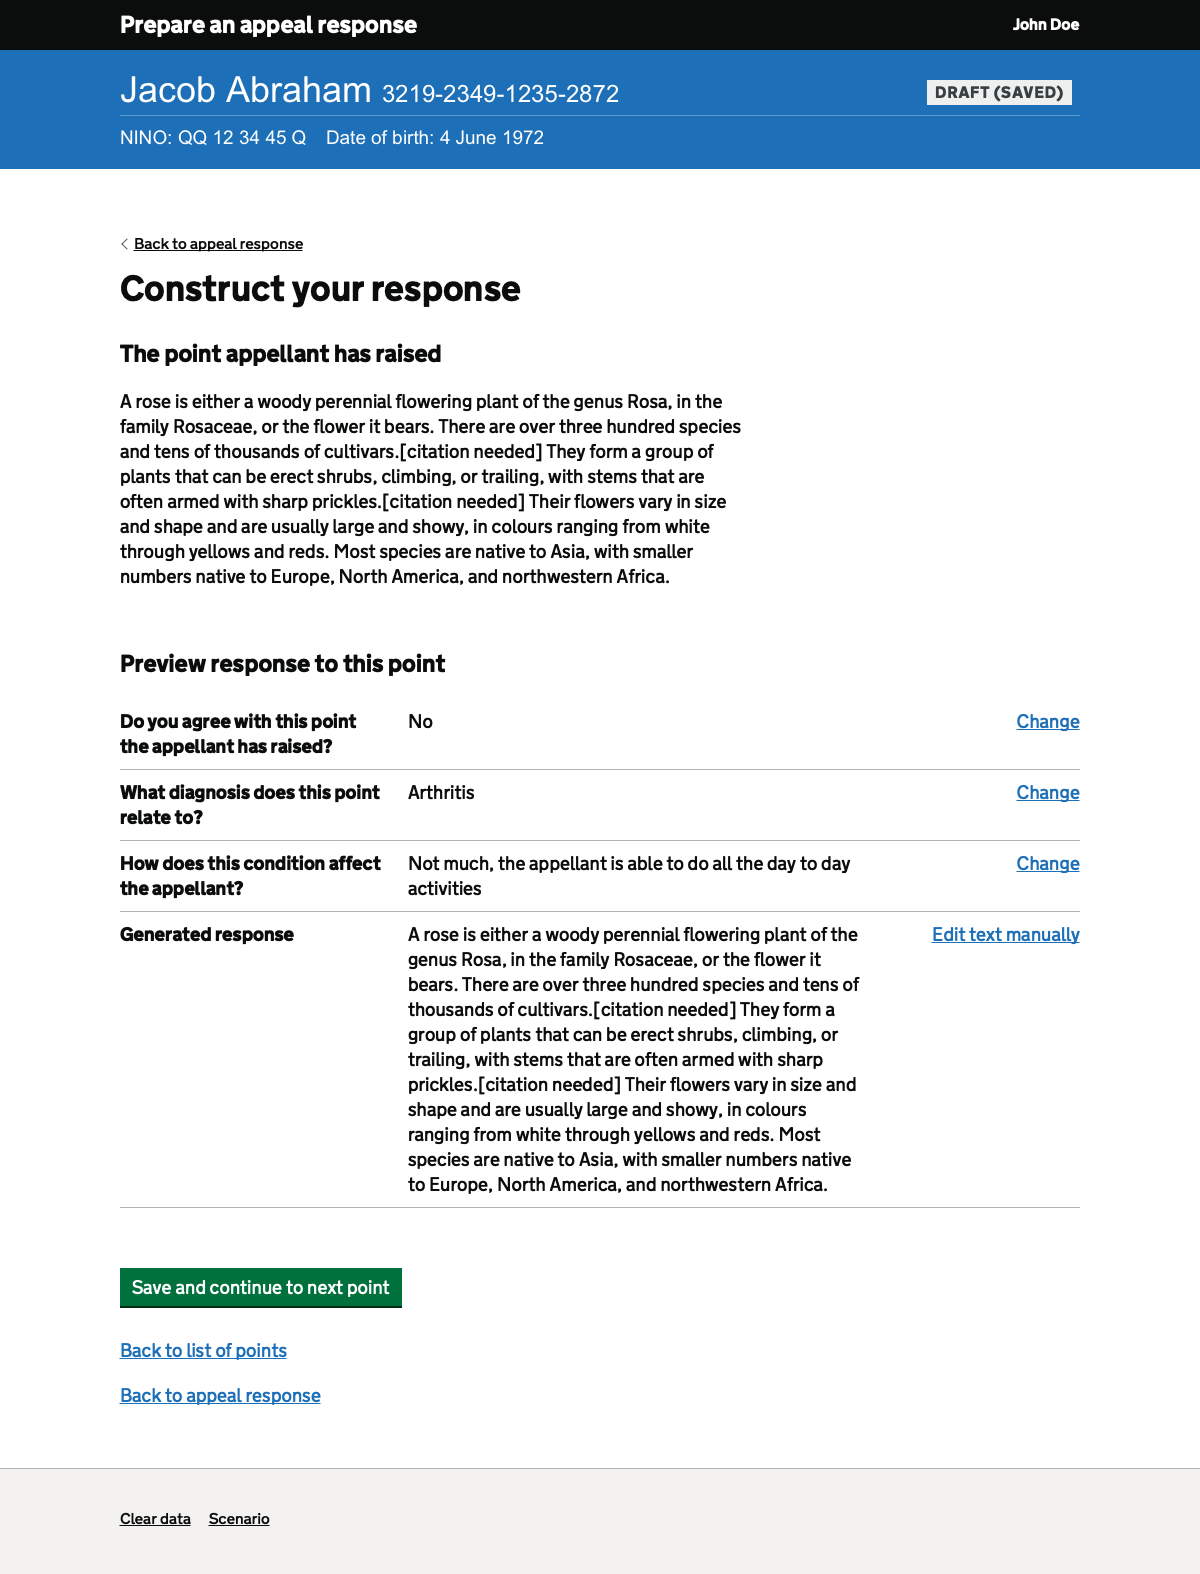 Prepare an appeal response
John Doe
Jacob Abraham 3219-2349-1235-2872
DRAFT (SAVED)
NINO: QQ 12 34 45 Q Date of birth: 4 June 1972
Back to appeal response
Construct your response
The point appellant has raised
A rose is either a woody perennial flowering plant of the genus Rosa, in the
family Rosaceae, or the flower it bears. There are over three hundred species
and tens of thousands of cultivars.[citation needed] They form a group of
plants that can be erect shrubs, climbing, or trailing, with stems that are
often armed with sharp prickles.[citation needed] Their flowers vary in size
and shape and are usually large and showy, in colours ranging from white
through yellows and reds. Most species are native to Asia, with smaller
numbers native to Europe, North America, and northwestern Africa.
Preview response to this point
Do you agree with this point
the appellant has raised?
No
Change
What diagnosis does this point
relate to?
Arthritis
Change
How does this condition affect
the appellant?
Not much, the appellant is able to do all the day to day
activities
Change
Generated response
A rose is either a woody perennial flowering plant of the
genus Rosa, in the family Rosaceae, or the flower it
bears. There are over three hundred species and tens of
thousands of cultivars.[citation needed] They form a
group of plants that can be erect shrubs, climbing, or
trailing, with stems that are often armed with sharp
prickles.[citation needed] Their flowers vary in size and
shape and are usually large and showy, in colours
ranging from white through yellows and reds. Most
species are native to Asia, with smaller numbers native
to Europe, North America, and northwestern Africa.
Edit text manually
Save and continue to next point
Back to list of points
Back to appeal response
Clear data Scenario